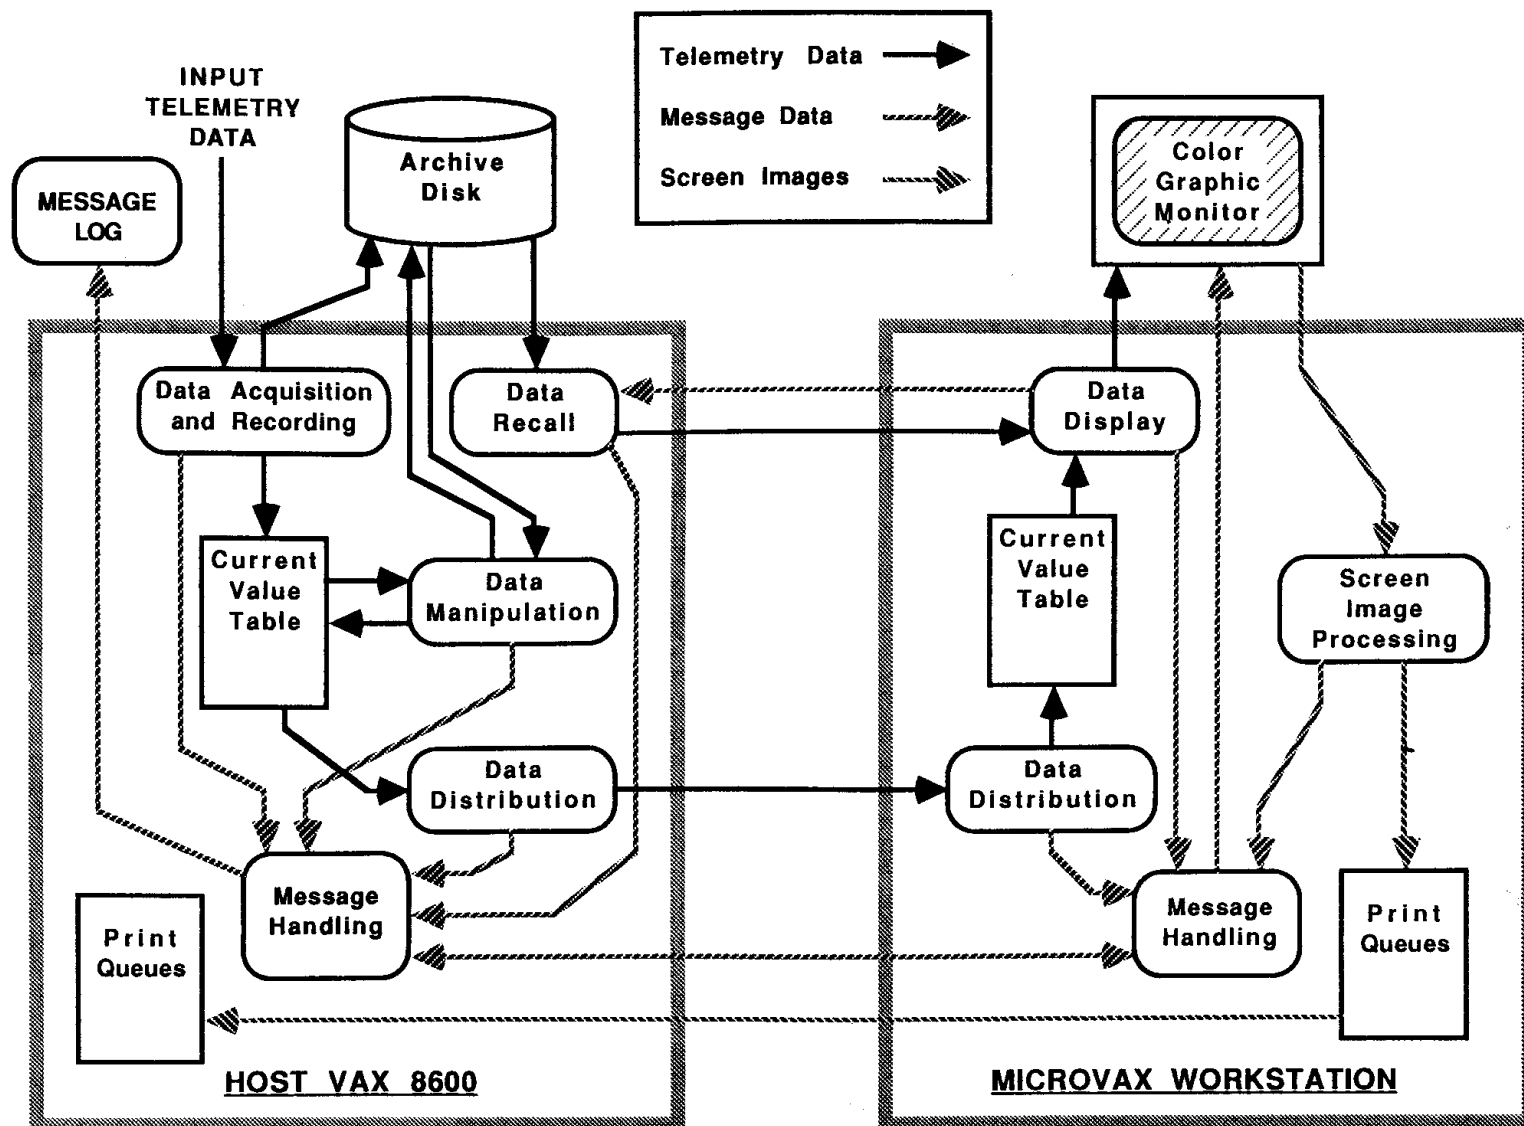 Telemetry Data
Message Data
Screen Images
INPUT
TELEMETRY
DATA
Archive
Disk
Color
Graphic
Monitor
MESSAGE
LOG
Data Acquisition
and Recording
Data
Recall
Data
Display
Current
Value
Table
Data
Manipulation
Current
Value
Table
Screen
Image
Processing
Data
Distribution
Data
Distribution
Message
Handling
Print
Queues
Message
Handling
Print
Queues
HOST VAX 8600
MICROVAX WORKSTATION